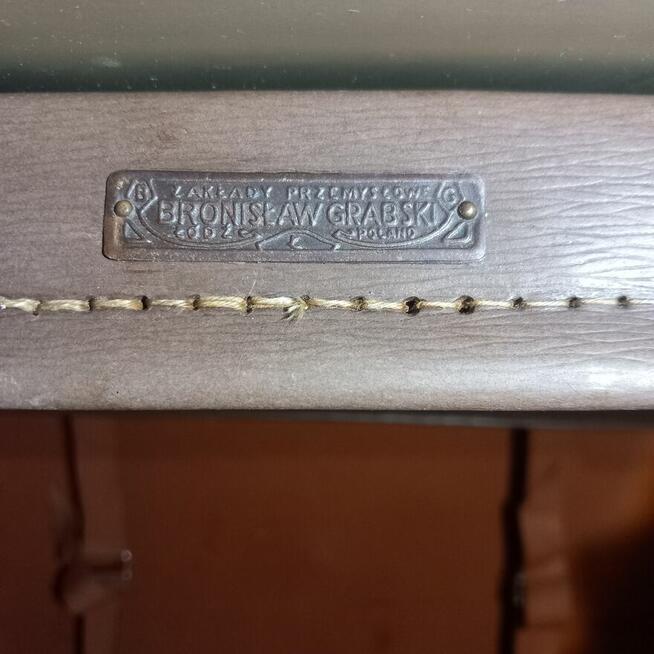 B ZAKŁADY PRZEMYSŁOWE G
BRONISŁAW GRABSKI
ŁÓDŹ POLAND